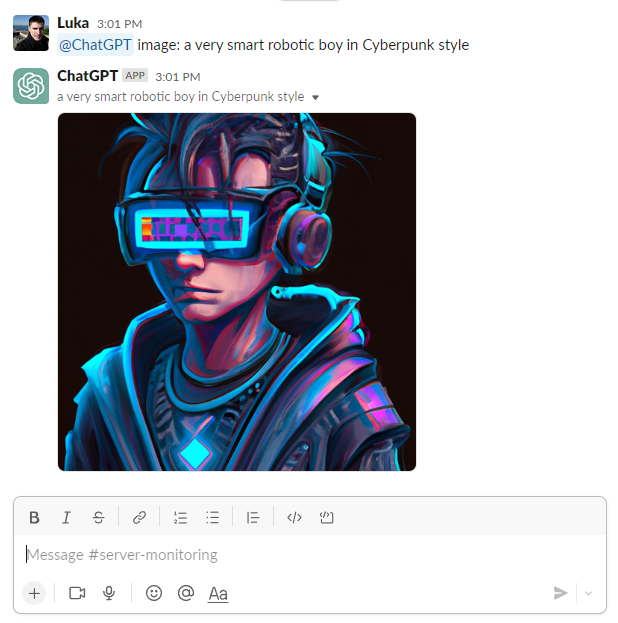 Luka 3:01 PM
@ChatGPT image: a very smart robotic boy in Cyberpunk style
ChatGPT APP 3:01 PM
a very smart robotic boy in Cyberpunk style
B I S
Message #server-monitoring
Aa